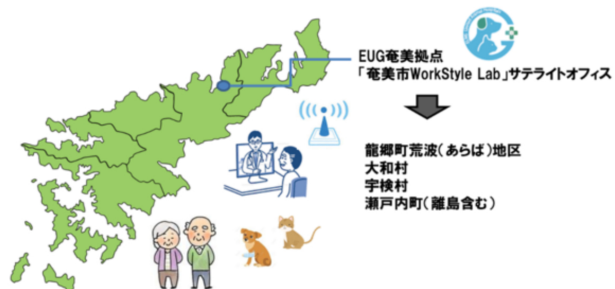 EUG奄美拠点
「奄美市WorkStyle Lab」サテライトオフィス
龍郷町荒波(あらば)地区
大和村
宇検村
瀬戸内町(離島含む)